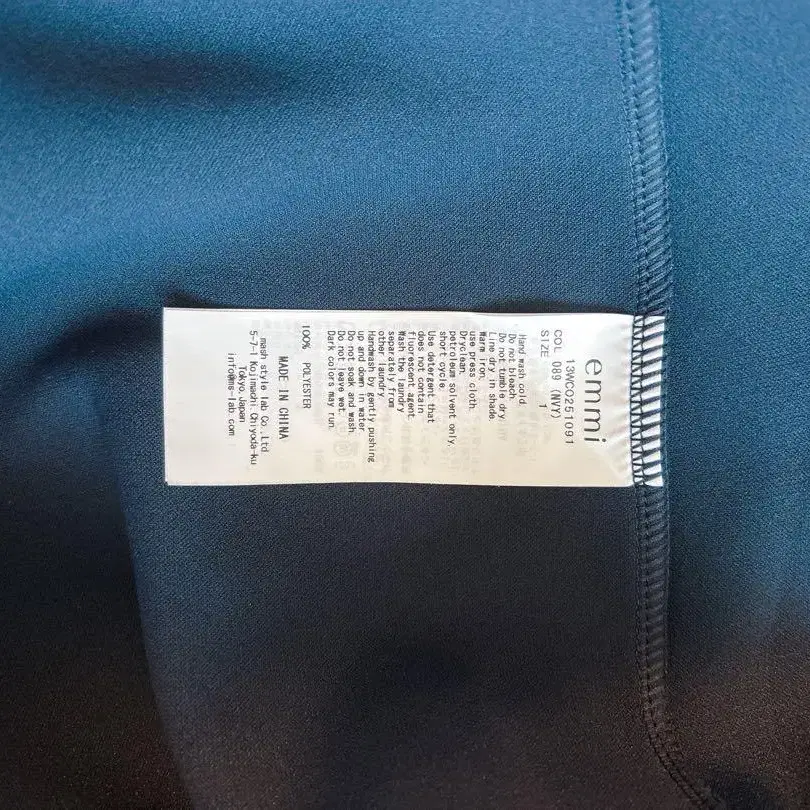 emmi
13WCO251091
COL 089 (NVY)
SIZE 1
Hand wash cold.
Do not bleach.
Do not tumble dry.
Line dry in shade.
Warm iron.
use press cloth.
Dryclean.
petroleum solvent only.
short cycle.
Use detergent that
does not contain
fluorescent agent.
Wash the laundry
separately from
other laundry.
Handwash by gently pushing
up and down in water.
Do not soak and wash.
Do not leave wet.
Dark colors may run.
100% POLYESTER
MADE IN CHINA
mash style lab Co.,Ltd.
5-7-1 Kojimachi Chiyoda-ku
Tokyo,Japan
info@ms-lab.com